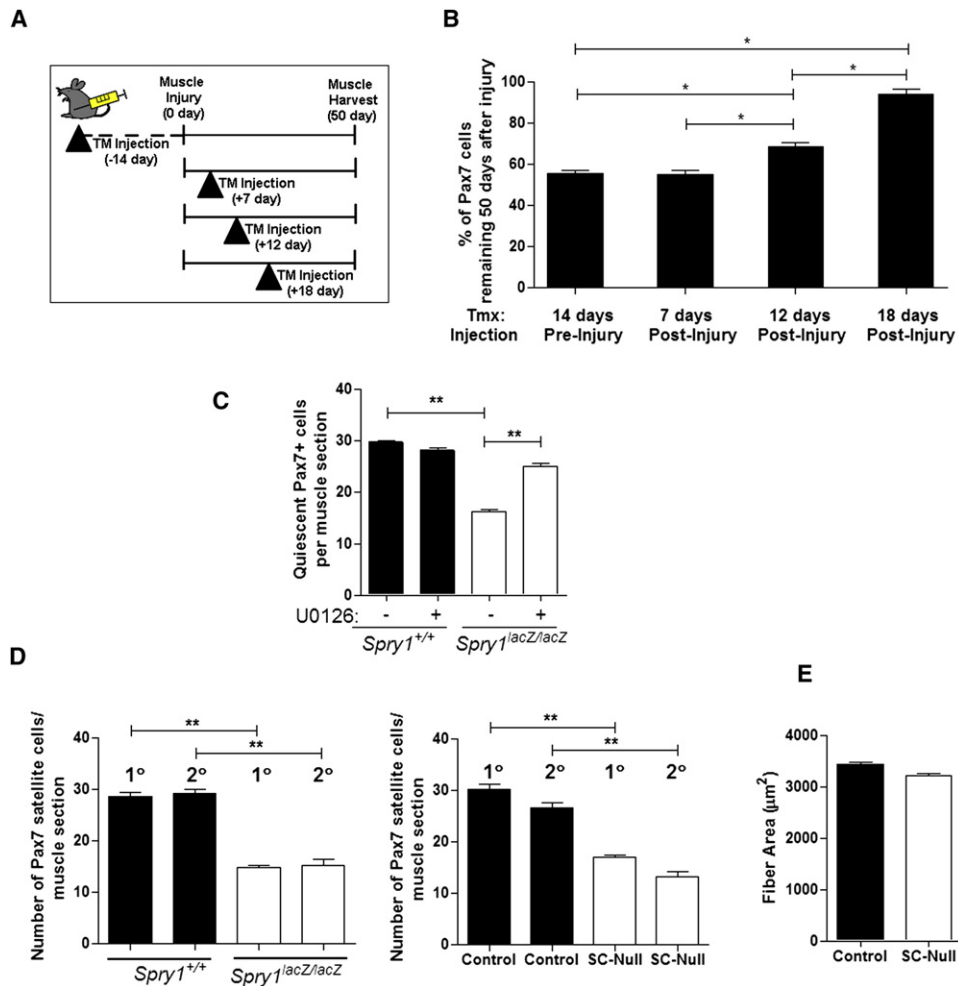 A
Muscle
Injury
(0 day)
Muscle
Harvest
(50 day)
TM Injection
(-14 day)
TM Injection
(+7 day)
TM Injection
(+12 day)
TM Injection
(+18 day)
B
% of Pax7 cells
remaining 50 days after injury
100
80
60
40
20
0
*
*
*
*
Tmx:
Injection
14 days
Pre-Injury
7 days
Post-Injury
12 days
Post-Injury
18 days
Post-Injury
C
Quiescent Pax7+ cells
per muscle section
40
30
20
10
0
**
**
U0126: - + - +
Spry1+/+ Spry1lacZ/lacZ
D
Number of Pax7 satellite cells/
muscle section
40
30
20
10
0
**
**
1° 2° 1° 2°
Spry1+/+ Spry1lacZ/lacZ
Number of Pax7 satellite cells/
muscle section
40
30
20
10
0
**
**
1° 2° 1° 2°
Control Control SC-Null SC-Null
E
Fiber Area (µm2)
4000
3000
2000
1000
0
Control SC-Null